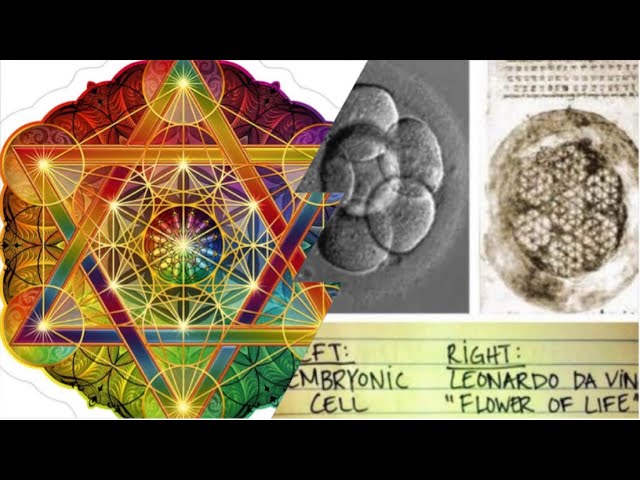 EFT:
EMBRYONIC
CELL
RIGHT:
LEONARDO DA VIN
"FLOWER OF LIFE"